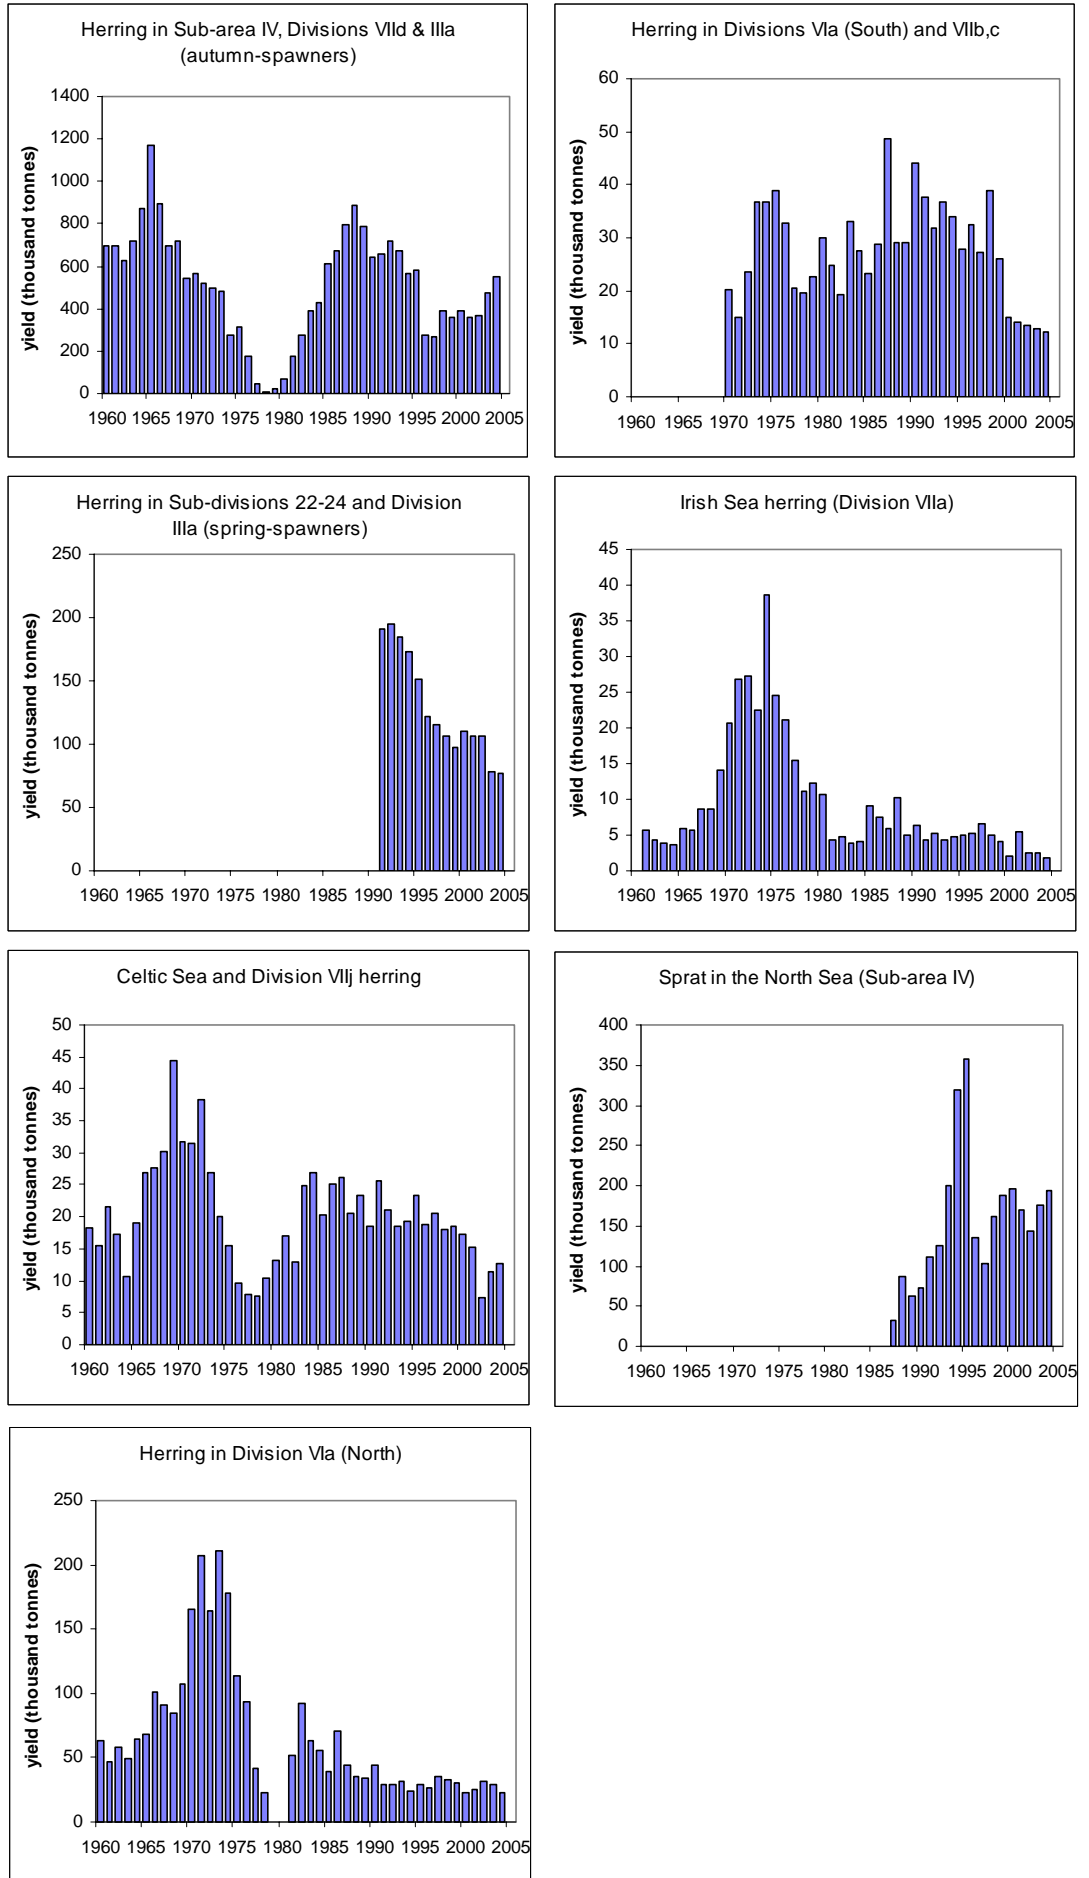 Herring in Sub-area IV, Divisions VIId & IIIa
(autumn-spawners)
yield (thousand tonnes)
1400
1200
1000
800
600
400
200
0
1960 1965 1970 1975 1980 1985 1990 1995 2000 2005
Herring in Divisions VIa (South) and VIIb,c
yield (thousand tonnes)
60
50
40
30
20
10
0
1960 1965 1970 1975 1980 1985 1990 1995 2000 2005
Herring in Sub-divisions 22-24 and Division
IIIa (spring-spawners)
yield (thousand tonnes)
250
200
150
100
50
0
1960 1965 1970 1975 1980 1985 1990 1995 2000 2005
Irish Sea herring (Division VIIa)
yield (thousand tonnes)
45
40
35
30
25
20
15
10
5
0
1960 1965 1970 1975 1980 1985 1990 1995 2000 2005
Celtic Sea and Division VIIj herring
yield (thousand tonnes)
50
45
40
35
30
25
20
15
10
5
0
1960 1965 1970 1975 1980 1985 1990 1995 2000 2005
Sprat in the North Sea (Sub-area IV)
yield (thousand tonnes)
400
350
300
250
200
150
100
50
0
1960 1965 1970 1975 1980 1985 1990 1995 2000 2005
Herring in Division VIa (North)
yield (thousand tonnes)
250
200
150
100
50
0
1960 1965 1970 1975 1980 1985 1990 1995 2000 2005